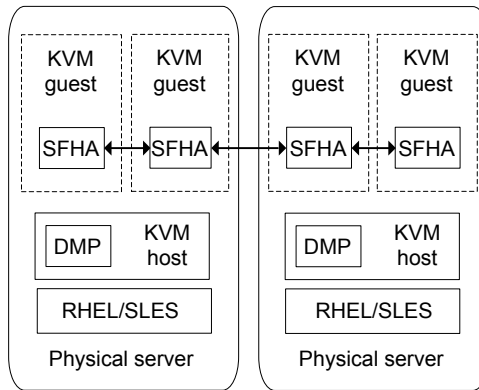 KVM
guest
KVM
guest
SFHA
SFHA
DMP
KVM
host
RHEL/SLES
Physical server
KVM
guest
KVM
guest
SFHA
SFHA
DMP
KVM
host
RHEL/SLES
Physical server